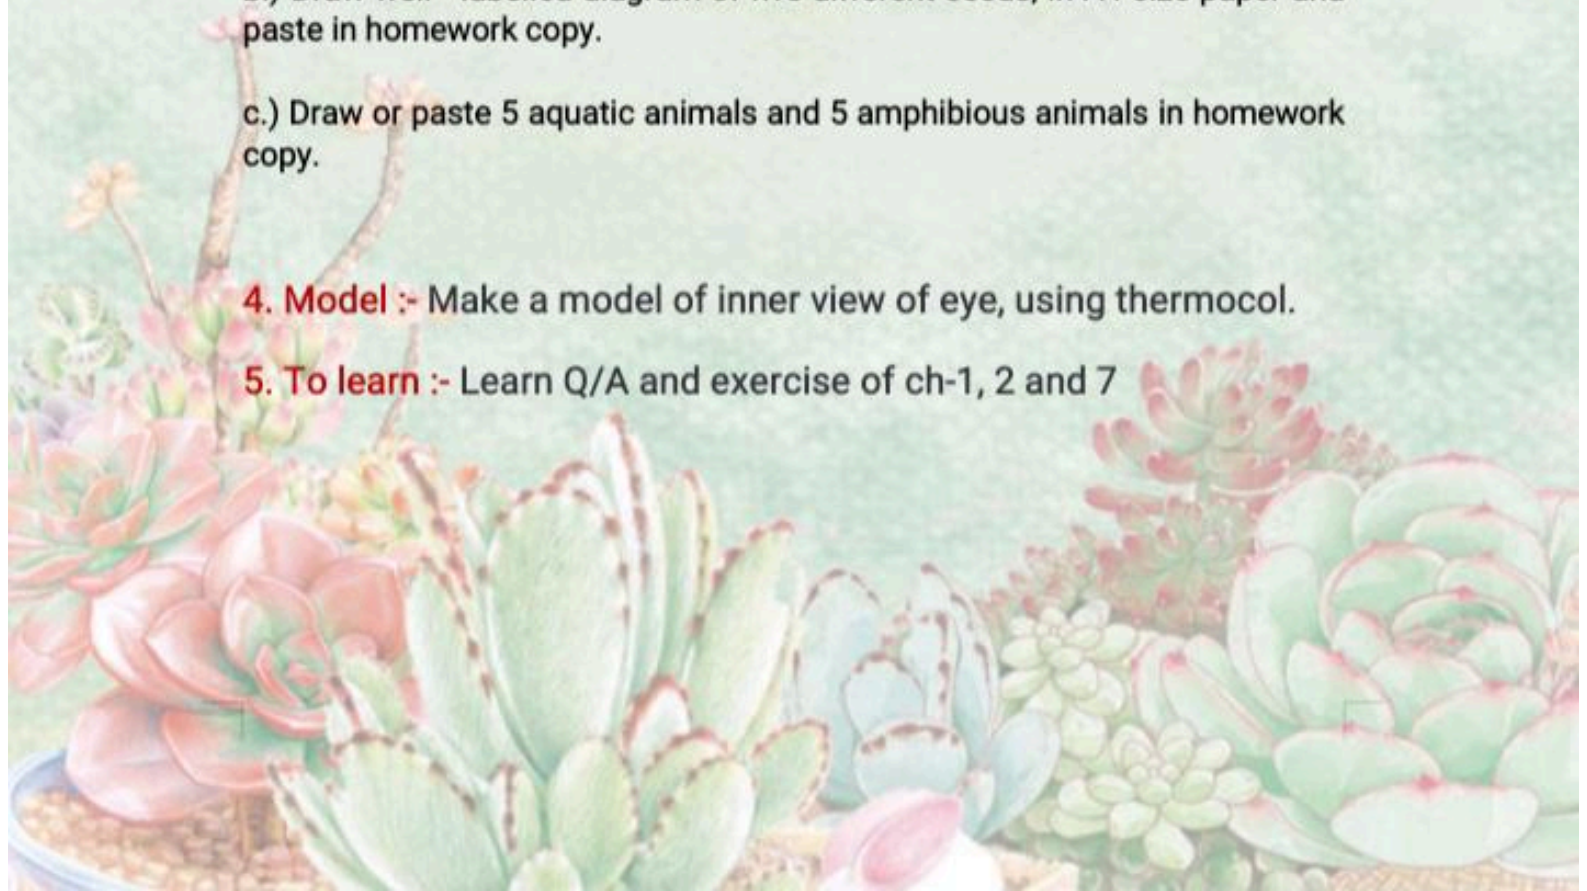 paste in homework copy.
c.) Draw or paste 5 aquatic animals and 5 amphibious animals in homework
copy.
4. Model :- Make a model of inner view of eye, using thermocol.
5. To learn :- Learn Q/A and exercise of ch-1, 2 and 7